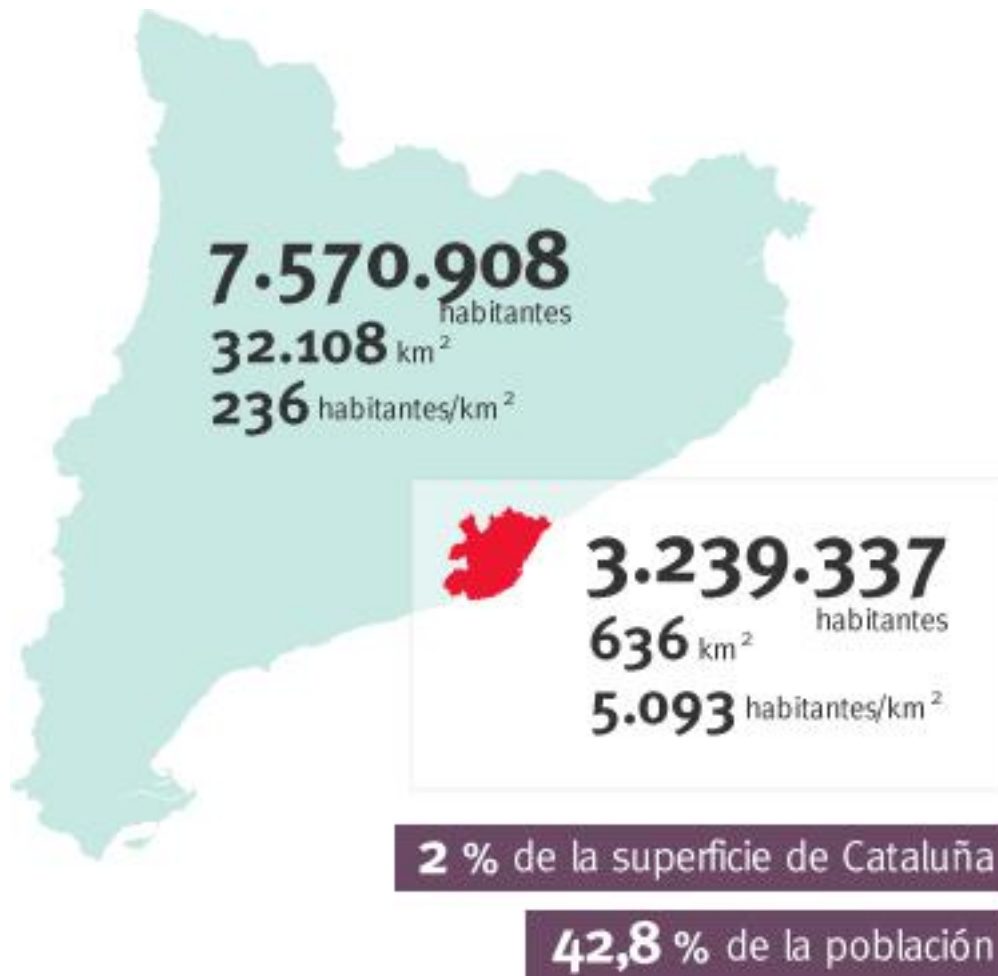 7.570.908
habitantes
32.108 km²
236 habitantes/km²
3.239.337
habitantes
636 km²
5.093 habitantes/km²
2 % de la superficie de Cataluña
42,8 % de la población